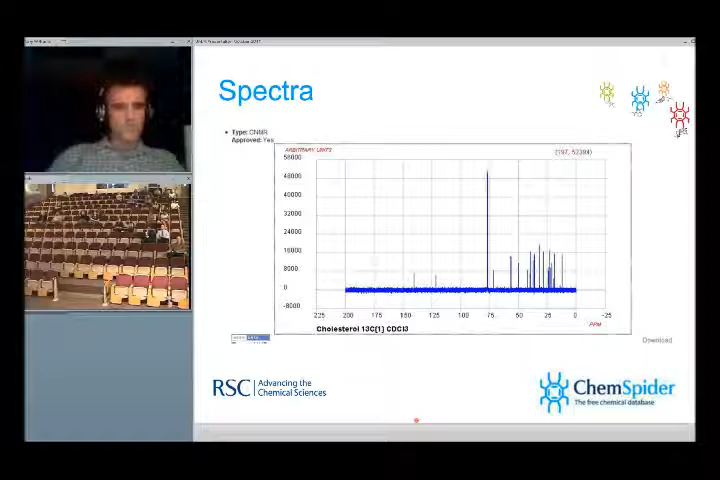 Spectra
• Type: CNMR
Approved: Yes
ARBITRARY UNITS
(197, 52394)
56000
48000
40000
32000
24000
16000
8000
0
-8000
225 200 175 150 125 100 75 50 25 0 -25
PPM
Cholesterol 13C(1) CDCl3
Download
RSC | Advancing the
Chemical Sciences
ChemSpider
The free chemical database